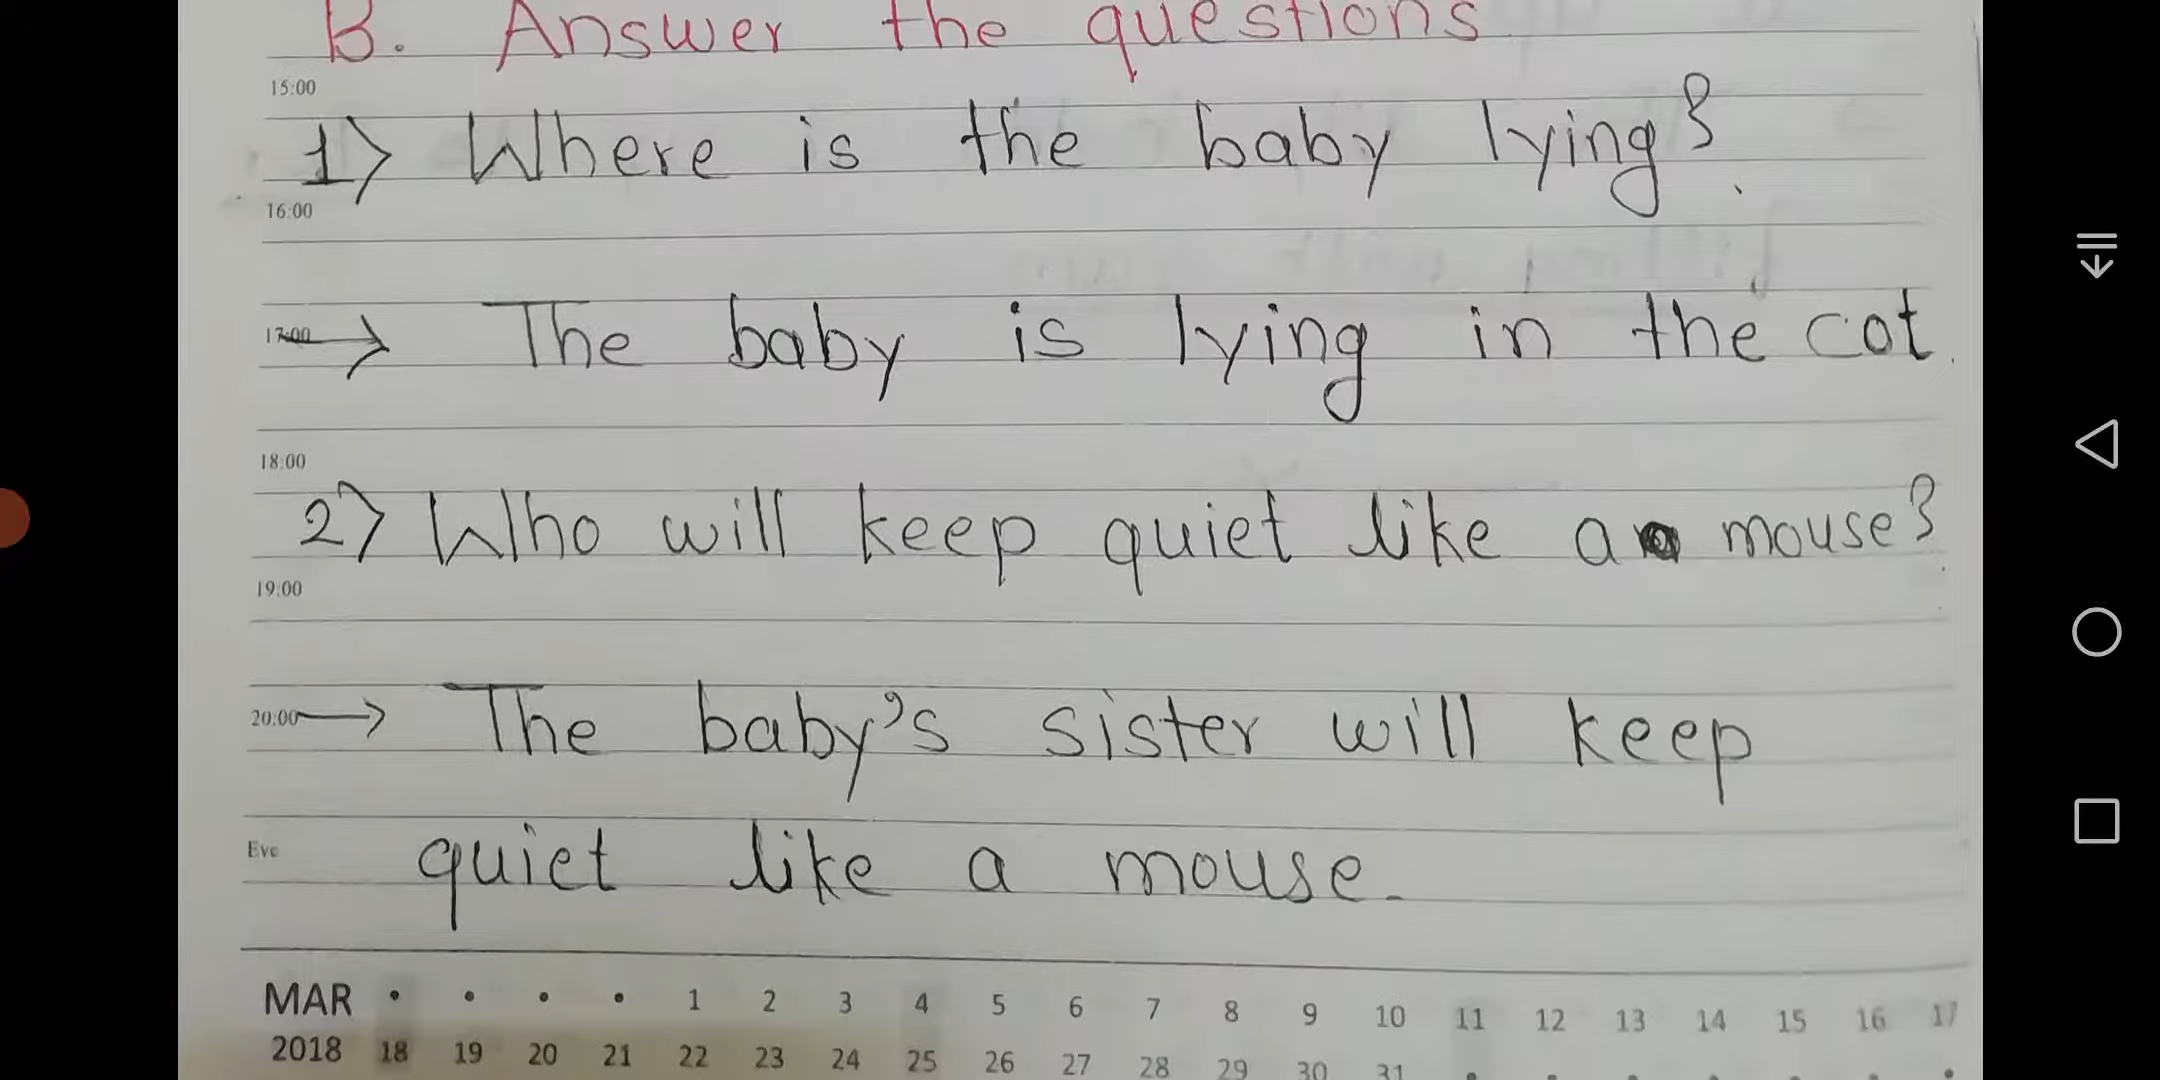 B. Answer the questions
15:00
1) Where is the baby lying?
16:00
17:00 → The baby is lying in the cot.
18:00
2) Who will keep quiet like a mouse?
19:00
20:00 → The baby's sister will keep
Eve quiet like a mouse.
MAR • • • • 1 2 3 4 5 6 7 8 9 10 11 12 13 14 15 16 17
2018 18 19 20 21 22 23 24 25 26 27 28 29 30 31 • • • • • • •